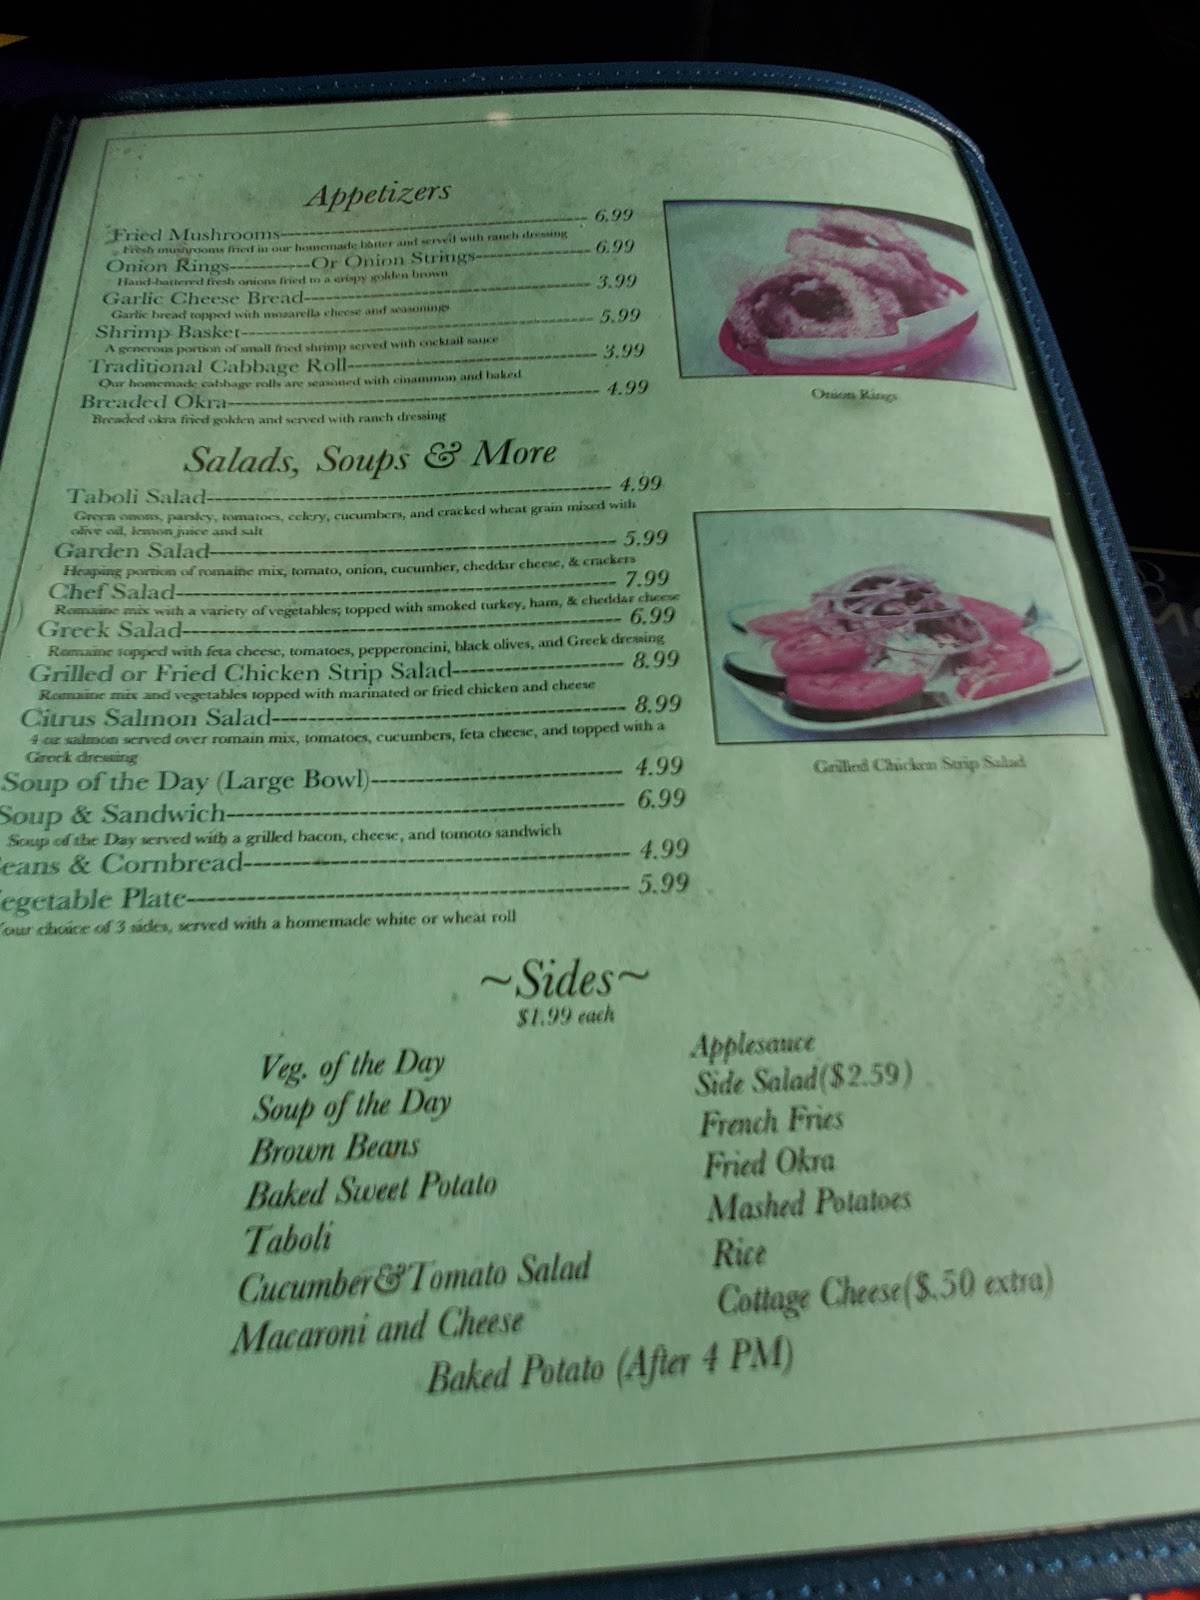 Appetizers
Fried Mushrooms------------------------------------ 6.99
Fresh mushrooms fried in our homemade batter and served with ranch dressing
Onion Rings----------Or Onion Strings-------------- 6.99
Hand-battered fresh onions fried to a crispy golden brown
Garlic Cheese Bread------------------------------------ 3.99
Garlic bread topped with mozarella cheese and seasonings
Shrimp Basket------------------------------------ 5.99
A generous portion of small fried shrimp served with cocktail sauce
Traditional Cabbage Roll------------------------------------ 3.99
Our homemade cabbage rolls are seasoned with cinammon and baked
Breaded Okra------------------------------------ 4.99
Breaded okra fried golden and served with ranch dressing
Onion Rings
Salads, Soups & More
Taboli Salad------------------------------------ 4.99
Green onons, parsley, tomatoes, celery, cucumbers, and cracked wheat grain mixed with
olive oil, lemon juice and salt
Garden Salad------------------------------------ 5.99
Heaping portion of romaine mix, tomato, onion, cucumber, cheddar cheese, & crackers
Chef Salad------------------------------------ 7.99
Romaine mix with a variety of vegetables; topped with smoked turkey, ham, & cheddar cheese
Greek Salad------------------------------------ 6.99
Romaine topped with feta cheese, tomatoes, pepperoncini, black olives, and Greek dressing
Grilled or Fried Chicken Strip Salad-------------------- 8.99
Romaine mix and vegetables topped with marinated or fried chicken and cheese
Citrus Salmon Salad------------------------------------ 8.99
4 oz salmon served over romain mix, tomatoes, cucumbers, feta cheese, and topped with a
Greek dressing
Soup of the Day (Large Bowl)------------------------------ 4.99
Soup & Sandwich------------------------------------ 6.99
Soup of the Day served with a grilled bacon, cheese, and tomoto sandwich
eans & Cornbread------------------------------------ 4.99
egetable Plate------------------------------------ 5.99
Your choice of 3 sides, served with a homemade white or wheat roll
Grilled Chicken Strip Salad
~Sides~
$1.99 each
Veg. of the Day
Soup of the Day
Brown Beans
Baked Sweet Potato
Taboli
Cucumber&Tomato Salad
Macaroni and Cheese
Applesauce
Side Salad($2.59)
French Fries
Fried Okra
Mashed Potatoes
Rice
Cottage Cheese($.50 extra)
Baked Potato (After 4 PM)